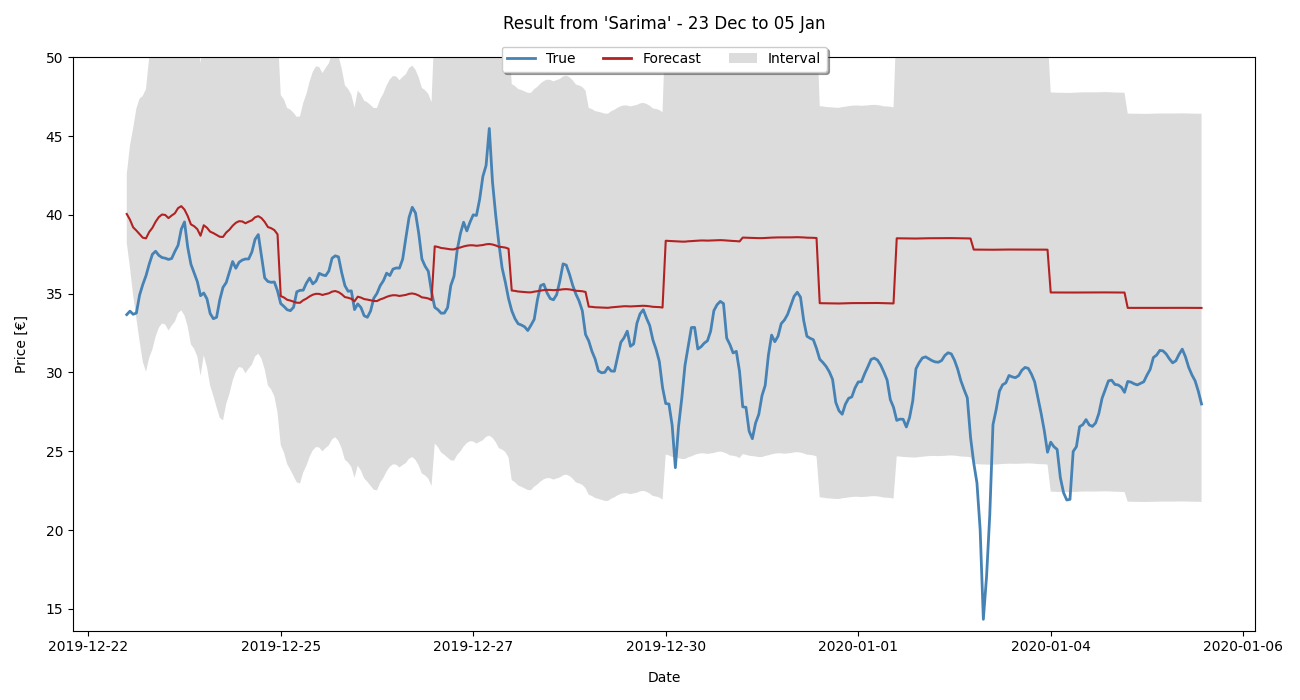 Result from 'Sarima' - 23 Dec to 05 Jan
True Forecast Interval
50
45
40
35
30
25
20
15
Price [€]
2019-12-22 2019-12-25 2019-12-27 2019-12-30 2020-01-01 2020-01-04 2020-01-06
Date